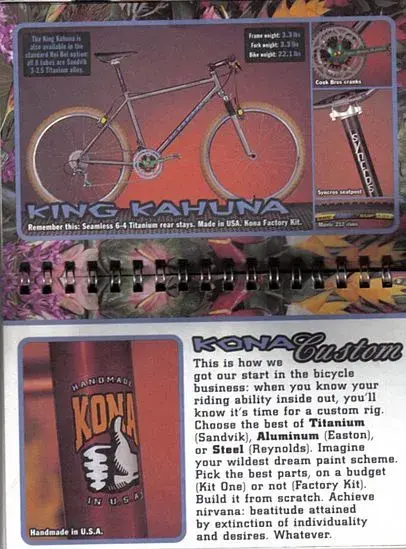 The King Kahuna is
also available in the
standard Hei Hei option:
all 8 tubes are Sandvik
3-2.5 Titanium alloy.
Frame weight: 3.3 lbs
Fork weight: 3.3 lbs
Bike weight: 22.1 lbs
Cook Bros cranks
SYNCROS
Syncros seatpost
Mavic 217 rims
KING KAHUNA
Remember this: Seamless 6-4 Titanium rear stays. Made in USA. Kona Factory Kit.
KONA Custom
This is how we
got our start in the bicycle
business: when you know your
riding ability inside out, you'll
know it's time for a custom rig.
Choose the best of Titanium
(Sandvik), Aluminum (Easton),
or Steel (Reynolds). Imagine
your wildest dream paint scheme.
Pick the best parts, on a budget
(Kit One) or not (Factory Kit).
Build it from scratch. Achieve
nirvana: beatitude attained
by extinction of individuality
and desires. Whatever.
HANDMADE
KONA
IN U.S.A.
Handmade in U.S.A.